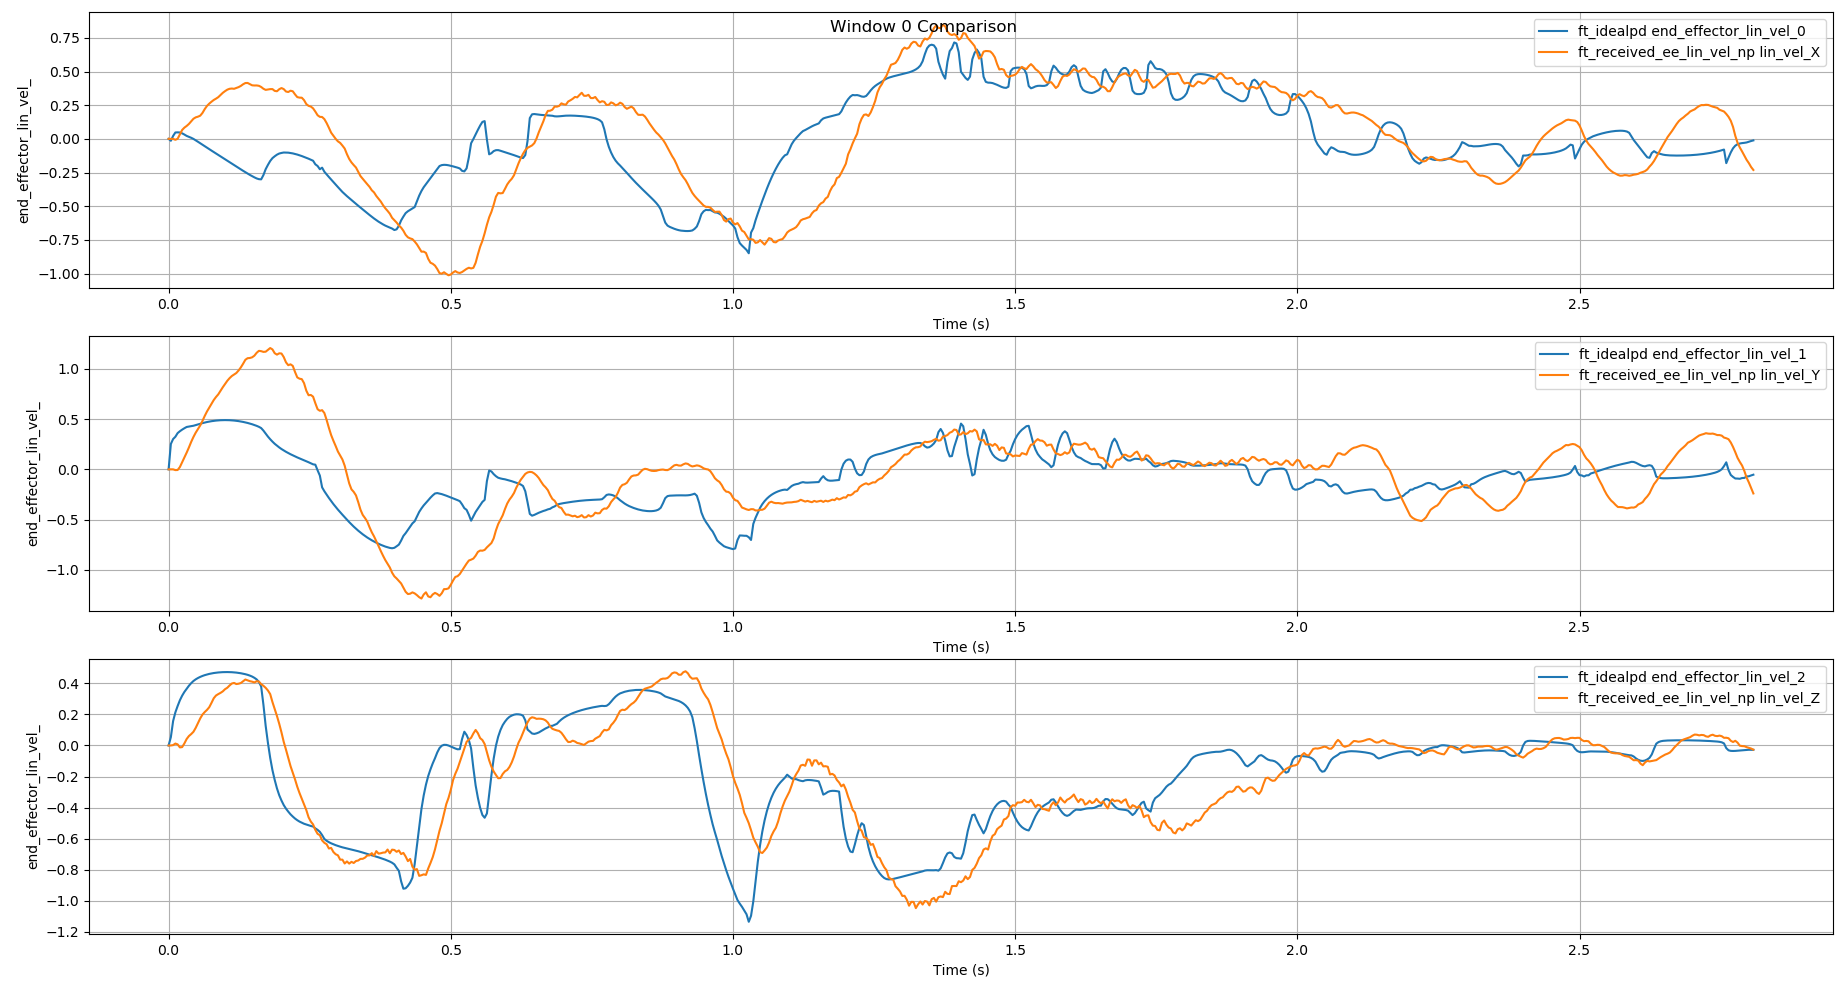 Window 0 Comparison
ft_idealpd end_effector_lin_vel_0
ft_received_ee_lin_vel_np lin_vel_X
end_effector_lin_vel_
0.75
0.50
0.25
0.00
−0.25
−0.50
−0.75
−1.00
0.0 0.5 1.0 1.5 2.0 2.5
Time (s)
ft_idealpd end_effector_lin_vel_1
ft_received_ee_lin_vel_np lin_vel_Y
end_effector_lin_vel_
1.0
0.5
0.0
−0.5
−1.0
0.0 0.5 1.0 1.5 2.0 2.5
Time (s)
ft_idealpd end_effector_lin_vel_2
ft_received_ee_lin_vel_np lin_vel_Z
end_effector_lin_vel_
0.4
0.2
0.0
−0.2
−0.4
−0.6
−0.8
−1.0
−1.2
0.0 0.5 1.0 1.5 2.0 2.5
Time (s)